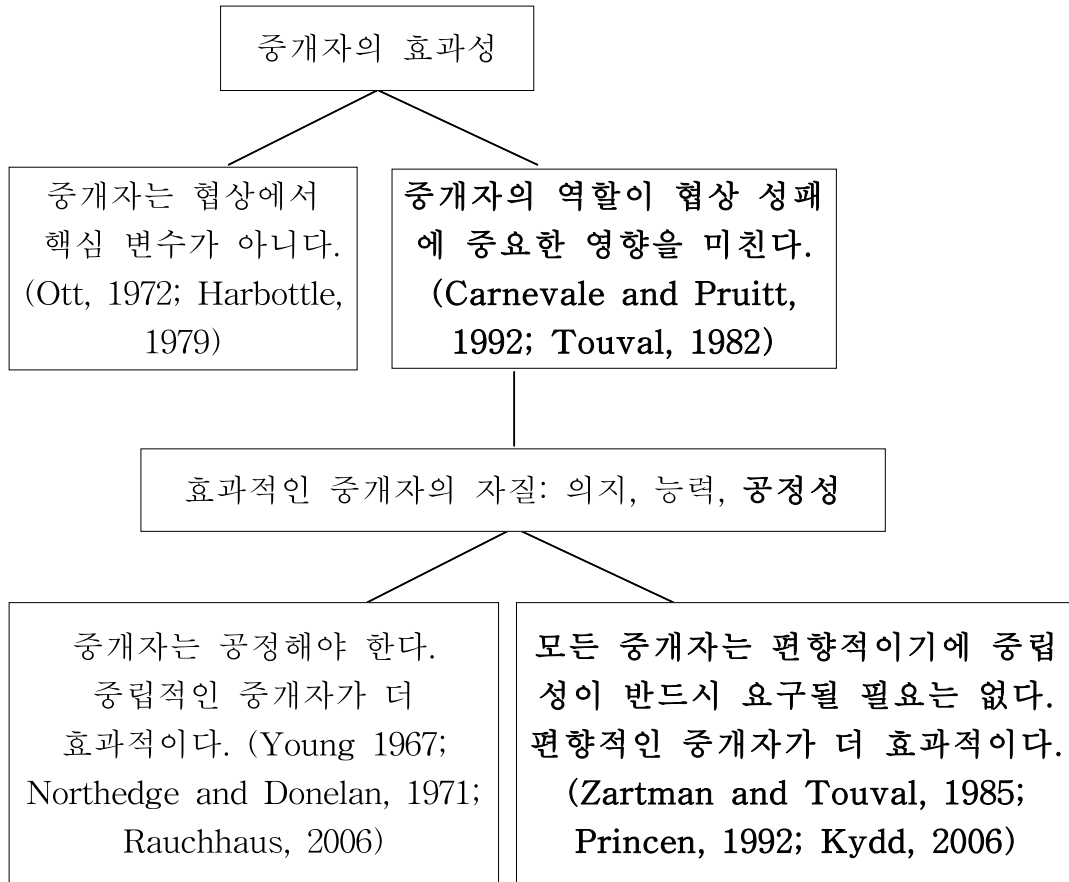 중개자의 효과성
중개자는 협상에서
핵심 변수가 아니다.
(Ott, 1972; Harbottle,
1979)
중개자의 역할이 협상 성패
에 중요한 영향을 미친다.
(Carnevale and Pruitt,
1992; Touval, 1982)
효과적인 중개자의 자질: 의지, 능력, 공정성
중개자는 공정해야 한다.
중립적인 중개자가 더
효과적이다. (Young 1967;
Northedge and Donelan, 1971;
Rauchhaus, 2006)
모든 중개자는 편향적이기에 중립
성이 반드시 요구될 필요는 없다.
편향적인 중개자가 더 효과적이다.
(Zartman and Touval, 1985;
Princen, 1992; Kydd, 2006)